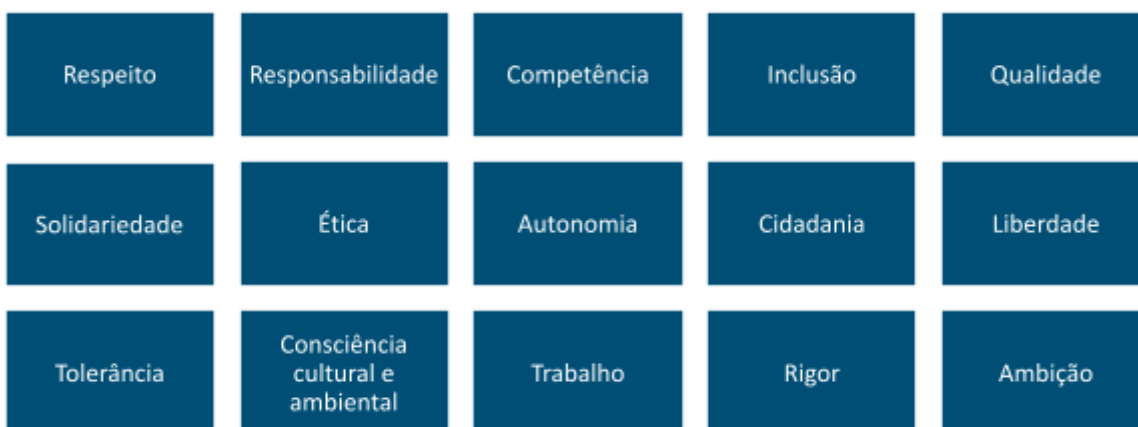 Respeito
Responsabilidade
Competência
Inclusão
Qualidade
Solidariedade
Ética
Autonomia
Cidadania
Liberdade
Tolerância
Consciência
cultural e
ambiental
Trabalho
Rigor
Ambição